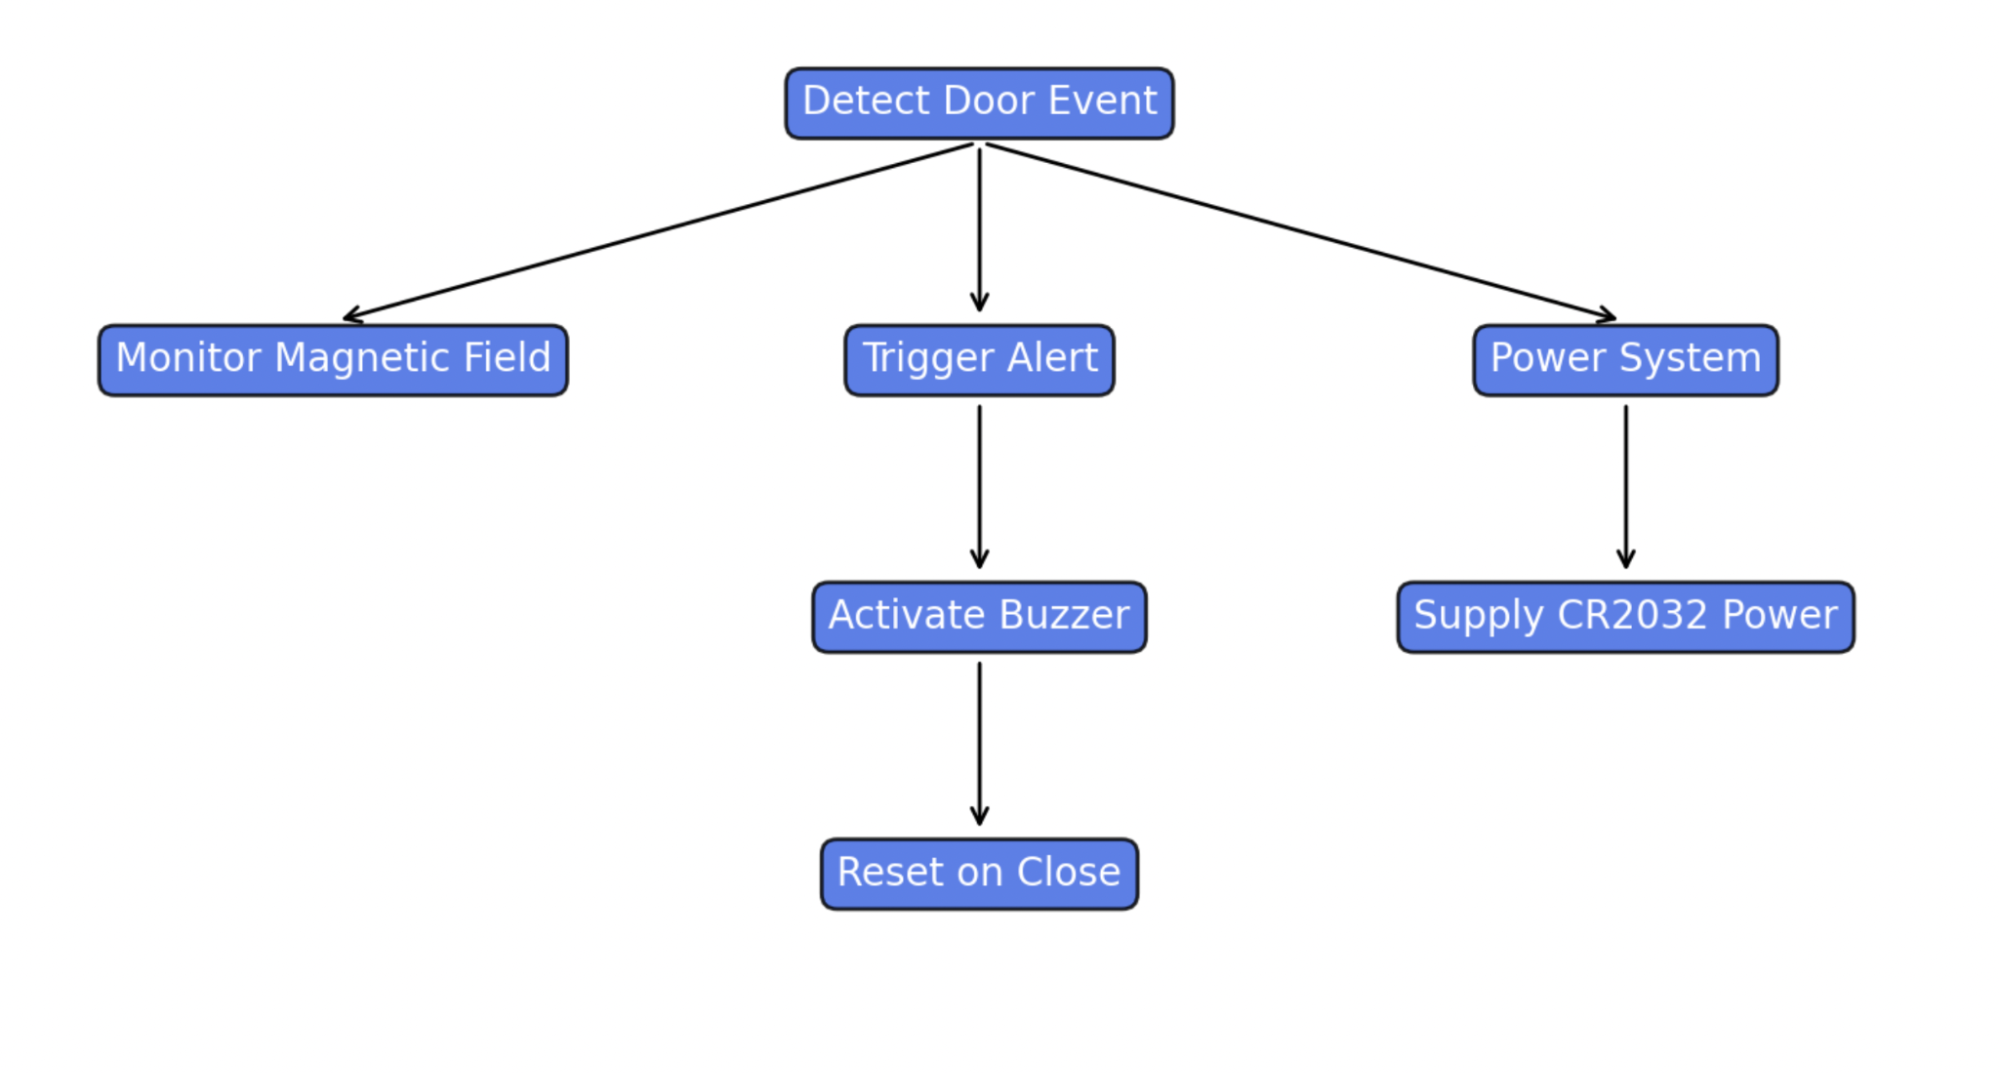 Detect Door Event
Monitor Magnetic Field
Trigger Alert
Power System
Activate Buzzer
Supply CR2032 Power
Reset on Close